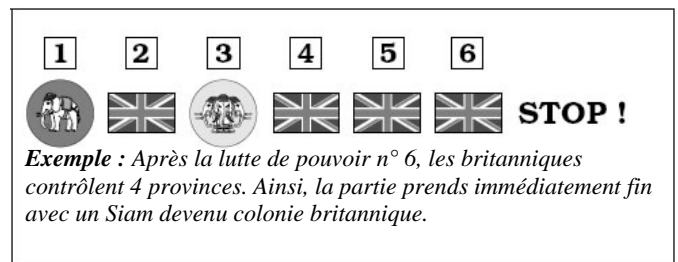 1 2 3 4 5 6
STOP !
Exemple : Après la lutte de pouvoir n° 6, les britanniques
contrôlent 4 provinces. Ainsi, la partie prends immédiatement fin
avec un Siam devenu colonie britannique.